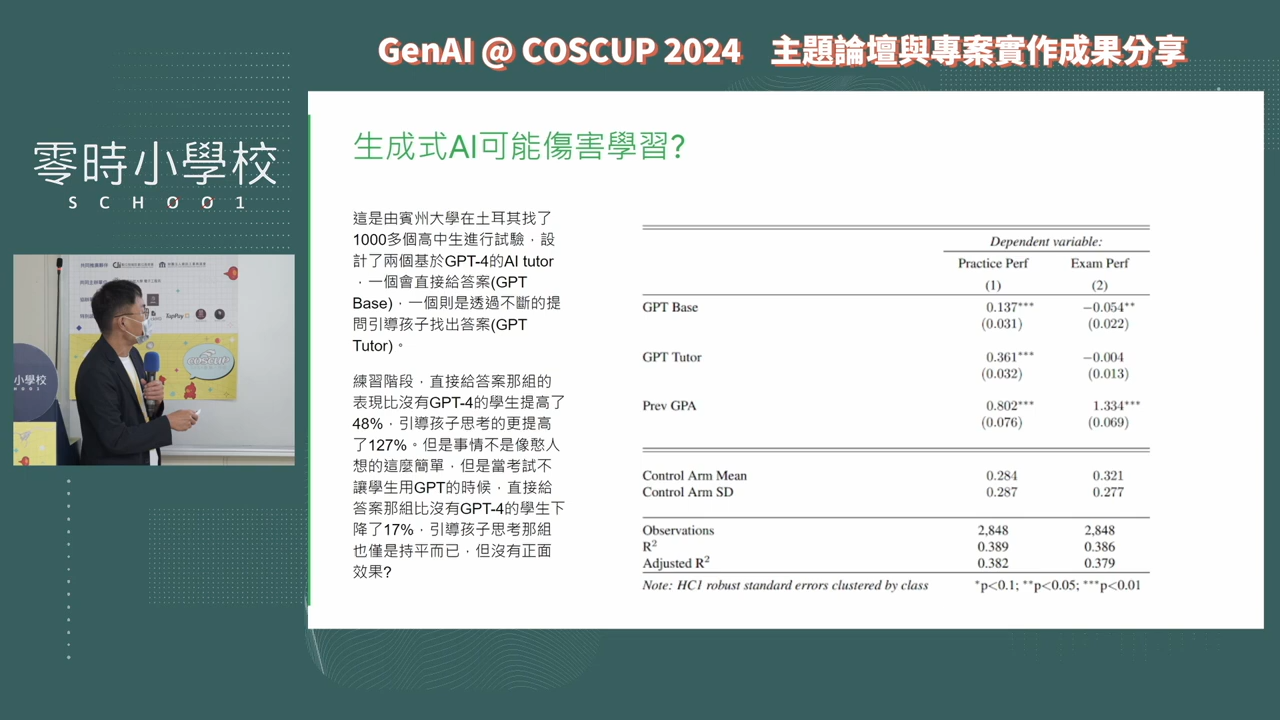 GenAI @ COSCUP 2024 主題論壇與專案實作成果分享
零時小學校
SCHOO1
小學校
COSCUP
生成式AI可能傷害學習?
這是由賓州大學在土耳其找了
1000多個高中生進行試驗，設
計了兩個基於GPT-4的AI tutor
，一個會直接給答案(GPT
Base)，一個則是透過不斷的提
問引導孩子找出答案(GPT
Tutor)。
練習階段，直接給答案那組的
表現比沒有GPT-4的學生提高了
48%，引導孩子思考的更提高
了127%。但是事情不是像憨人
想的這麼簡單，但是當考試不
讓學生用GPT的時候，直接給
答案那組比沒有GPT-4的學生下
降了17%，引導孩子思考那組
也僅是持平而已，但沒有正面
效果?
Dependent variable:
Practice Perf Exam Perf
(1) (2)
GPT Base 0.137*** −0.054**
(0.031) (0.022)
GPT Tutor 0.361*** −0.004
(0.032) (0.013)
Prev GPA 0.802*** 1.334***
(0.076) (0.069)
Control Arm Mean 0.284 0.321
Control Arm SD 0.287 0.277
Observations 2,848 2,848
R² 0.389 0.386
Adjusted R² 0.382 0.379
Note: HC1 robust standard errors clustered by class *p<0.1; **p<0.05; ***p<0.01